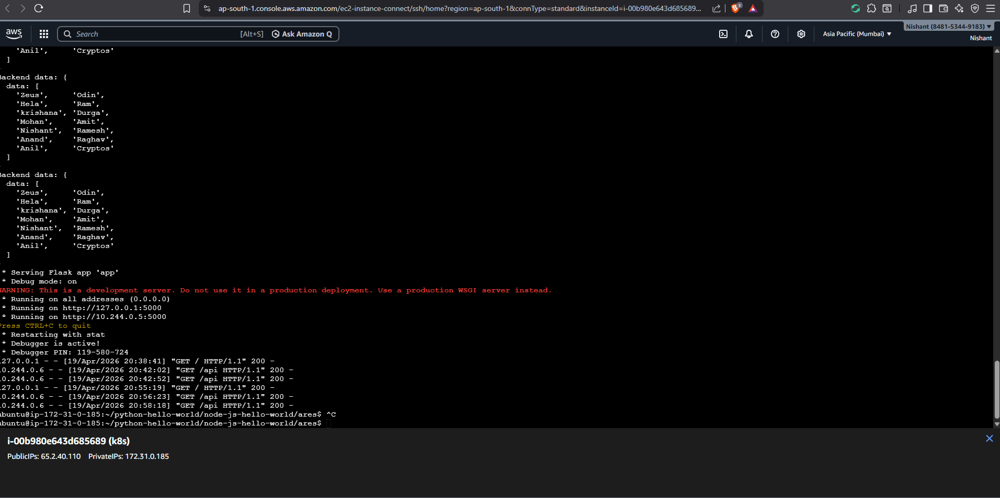 ap-south-1.console.aws.amazon.com/ec2-instance-connect/ssh/home?region=ap-south-1&connType=standard&instanceId=i-00b980e643d685689...
3
aws
Search
[Alt+S]
Ask Amazon Q
Asia Pacific (Mumbai) ▼
Nishant (8481-5344-9183) ▼
Nishant
'Anil',     'Cryptos'
]
Backend data: {
data: [
'Zeus',     'Odin',
'Hela',     'Ram',
'krishana', 'Durga',
'Mohan',    'Amit',
'Nishant',  'Ramesh',
'Anand',    'Raghav',
'Anil',     'Cryptos'
]
Backend data: {
data: [
'Zeus',     'Odin',
'Hela',     'Ram',
'krishana', 'Durga',
'Mohan',    'Amit',
'Nishant',  'Ramesh',
'Anand',    'Raghav',
'Anil',     'Cryptos'
]
* Serving Flask app 'app'
* Debug mode: on
WARNING: This is a development server. Do not use it in a production deployment. Use a production WSGI server instead.
* Running on all addresses (0.0.0.0)
* Running on http://127.0.0.1:5000
* Running on http://10.244.0.5:5000
Press CTRL+C to quit
* Restarting with stat
* Debugger is active!
* Debugger PIN: 119-580-724
127.0.0.1 - - [19/Apr/2026 20:38:41] "GET / HTTP/1.1" 200 -
10.244.0.6 - - [19/Apr/2026 20:42:02] "GET /api HTTP/1.1" 200 -
10.244.0.6 - - [19/Apr/2026 20:42:52] "GET /api HTTP/1.1" 200 -
127.0.0.1 - - [19/Apr/2026 20:55:19] "GET / HTTP/1.1" 200 -
10.244.0.6 - - [19/Apr/2026 20:56:23] "GET /api HTTP/1.1" 200 -
10.244.0.6 - - [19/Apr/2026 20:58:18] "GET /api HTTP/1.1" 200 -
ubuntu@ip-172-31-0-185:~/python-hello-world/node-js-hello-world/ares$ ^C
ubuntu@ip-172-31-0-185:~/python-hello-world/node-js-hello-world/ares$
i-00b980e643d685689 (k8s)
PublicIPs: 65.2.40.110    PrivateIPs: 172.31.0.185